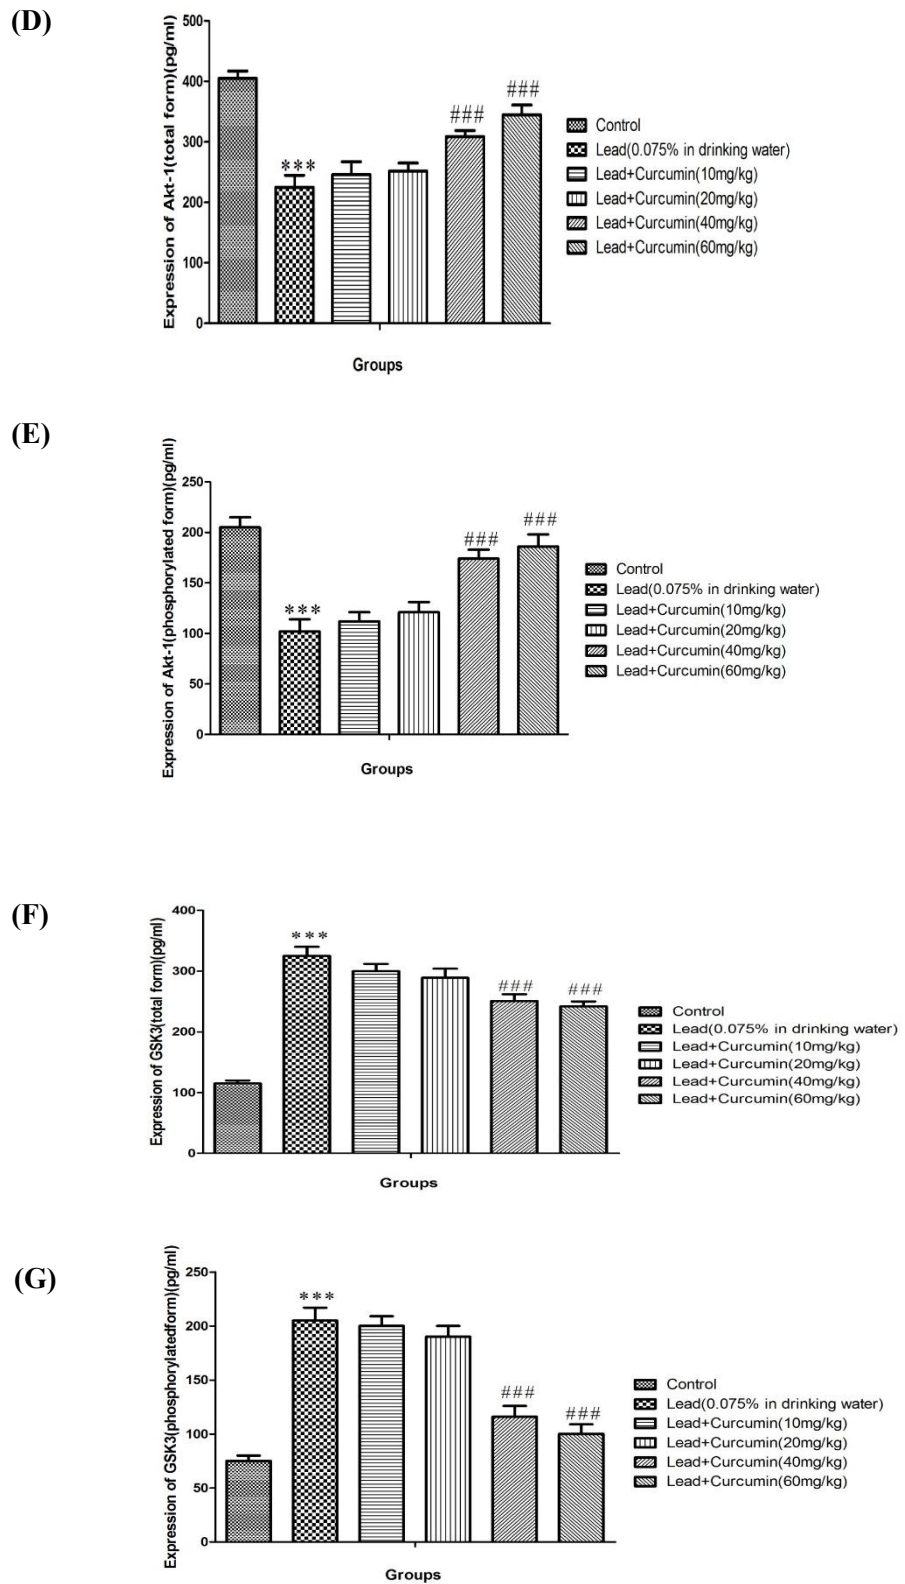 (D)
Expression of Akt-1(total form)(pg/ml)
500
400
300
200
100
0
***
###
###
Groups
Control
Lead(0.075% in drinking water)
Lead+Curcumin(10mg/kg)
Lead+Curcumin(20mg/kg)
Lead+Curcumin(40mg/kg)
Lead+Curcumin(60mg/kg)
(E)
Expression of Akt-1(phosphorylated form)(pg/ml)
250
200
150
100
50
0
***
###
###
Groups
Control
Lead(0.075% in drinking water)
Lead+Curcumin(10mg/kg)
Lead+Curcumin(20mg/kg)
Lead+Curcumin(40mg/kg)
Lead+Curcumin(60mg/kg)
(F)
Expression of GSK3(total form)(pg/ml)
400
300
200
100
0
***
###
###
Groups
Control
Lead(0.075% in drinking water)
Lead+Curcumin(10mg/kg)
Lead+Curcumin(20mg/kg)
Lead+Curcumin(40mg/kg)
Lead+Curcumin(60mg/kg)
(G)
Expression of GSK3(phosphorylatedform)(pg/ml)
250
200
150
100
50
0
***
###
###
Groups
Control
Lead(0.075% in drinking water)
Lead+Curcumin(10mg/kg)
Lead+Curcumin(20mg/kg)
Lead+Curcumin(40mg/kg)
Lead+Curcumin(60mg/kg)